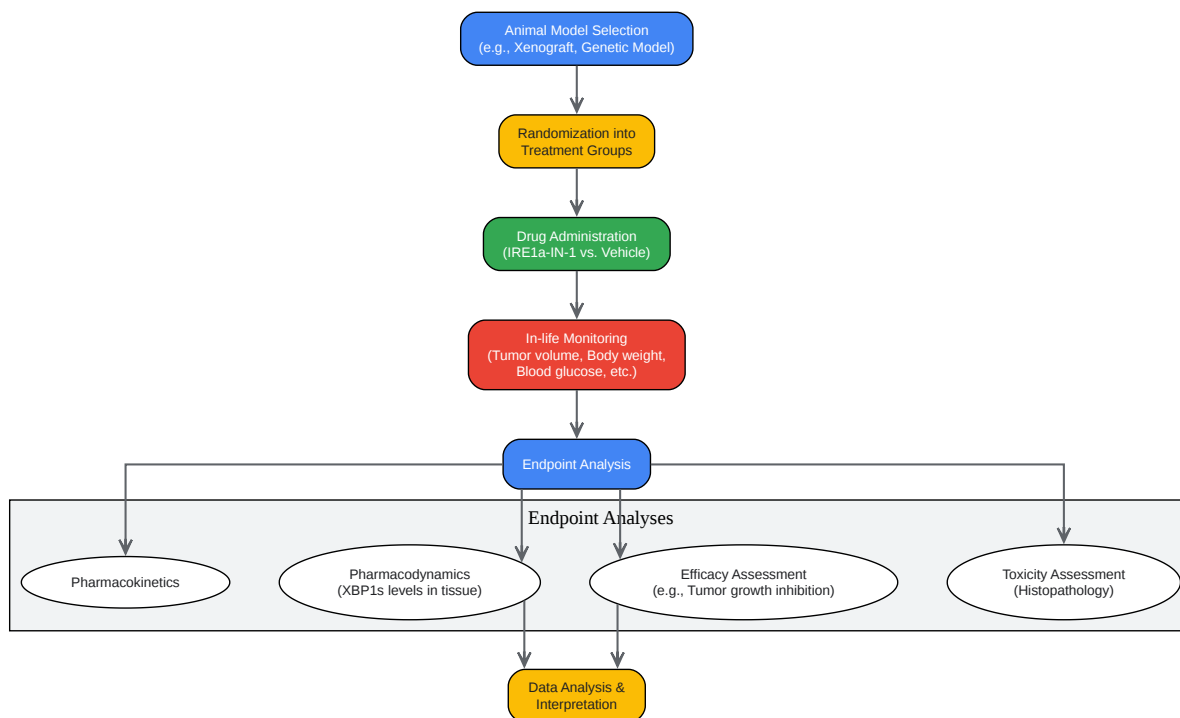 Animal Model Selection
(e.g., Xenograft, Genetic Model)
Randomization into
Treatment Groups
Drug Administration
(IRE1a-IN-1 vs. Vehicle)
In-life Monitoring
(Tumor volume, Body weight,
Blood glucose, etc.)
Endpoint Analysis
Endpoint Analyses
Pharmacokinetics
Pharmacodynamics
(XBP1s levels in tissue)
Efficacy Assessment
(e.g., Tumor growth inhibition)
Toxicity Assessment
(Histopathology)
Data Analysis &
Interpretation